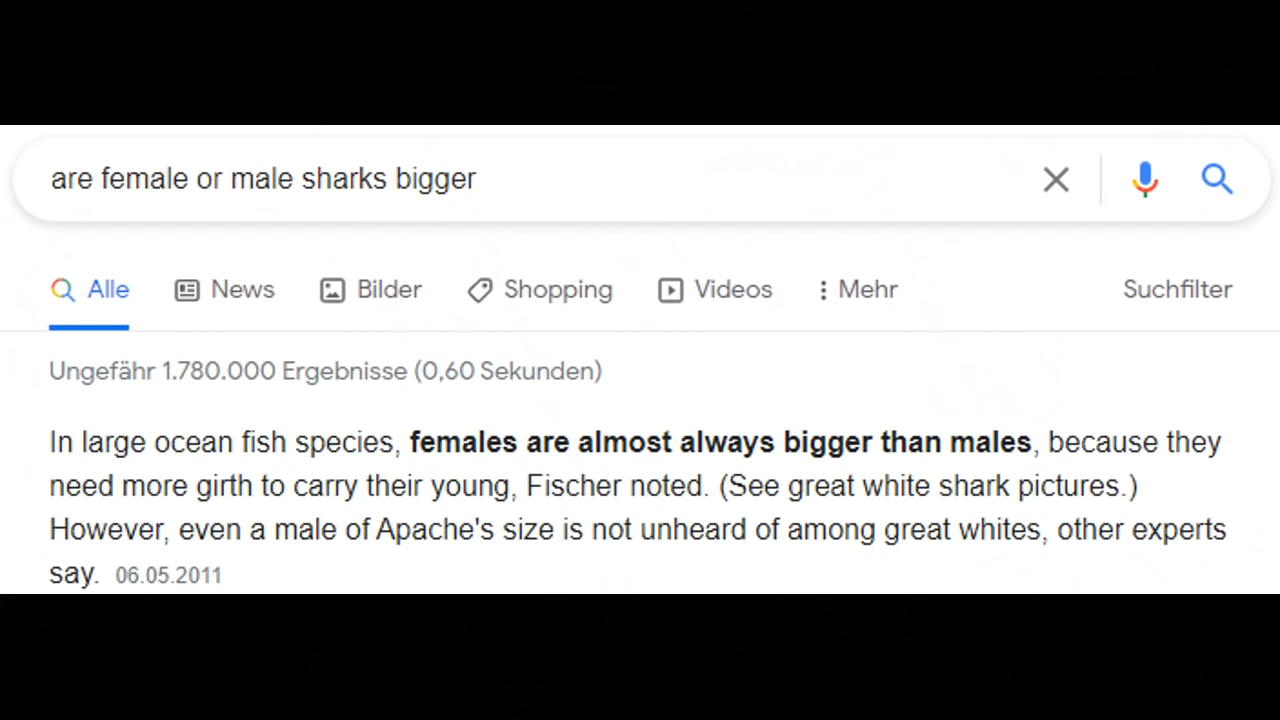 are female or male sharks bigger
Alle News Bilder Shopping Videos Mehr Suchfilter
Ungefähr 1.780.000 Ergebnisse (0,60 Sekunden)
In large ocean fish species, females are almost always bigger than males, because they
need more girth to carry their young, Fischer noted. (See great white shark pictures.)
However, even a male of Apache's size is not unheard of among great whites, other experts
say. 06.05.2011